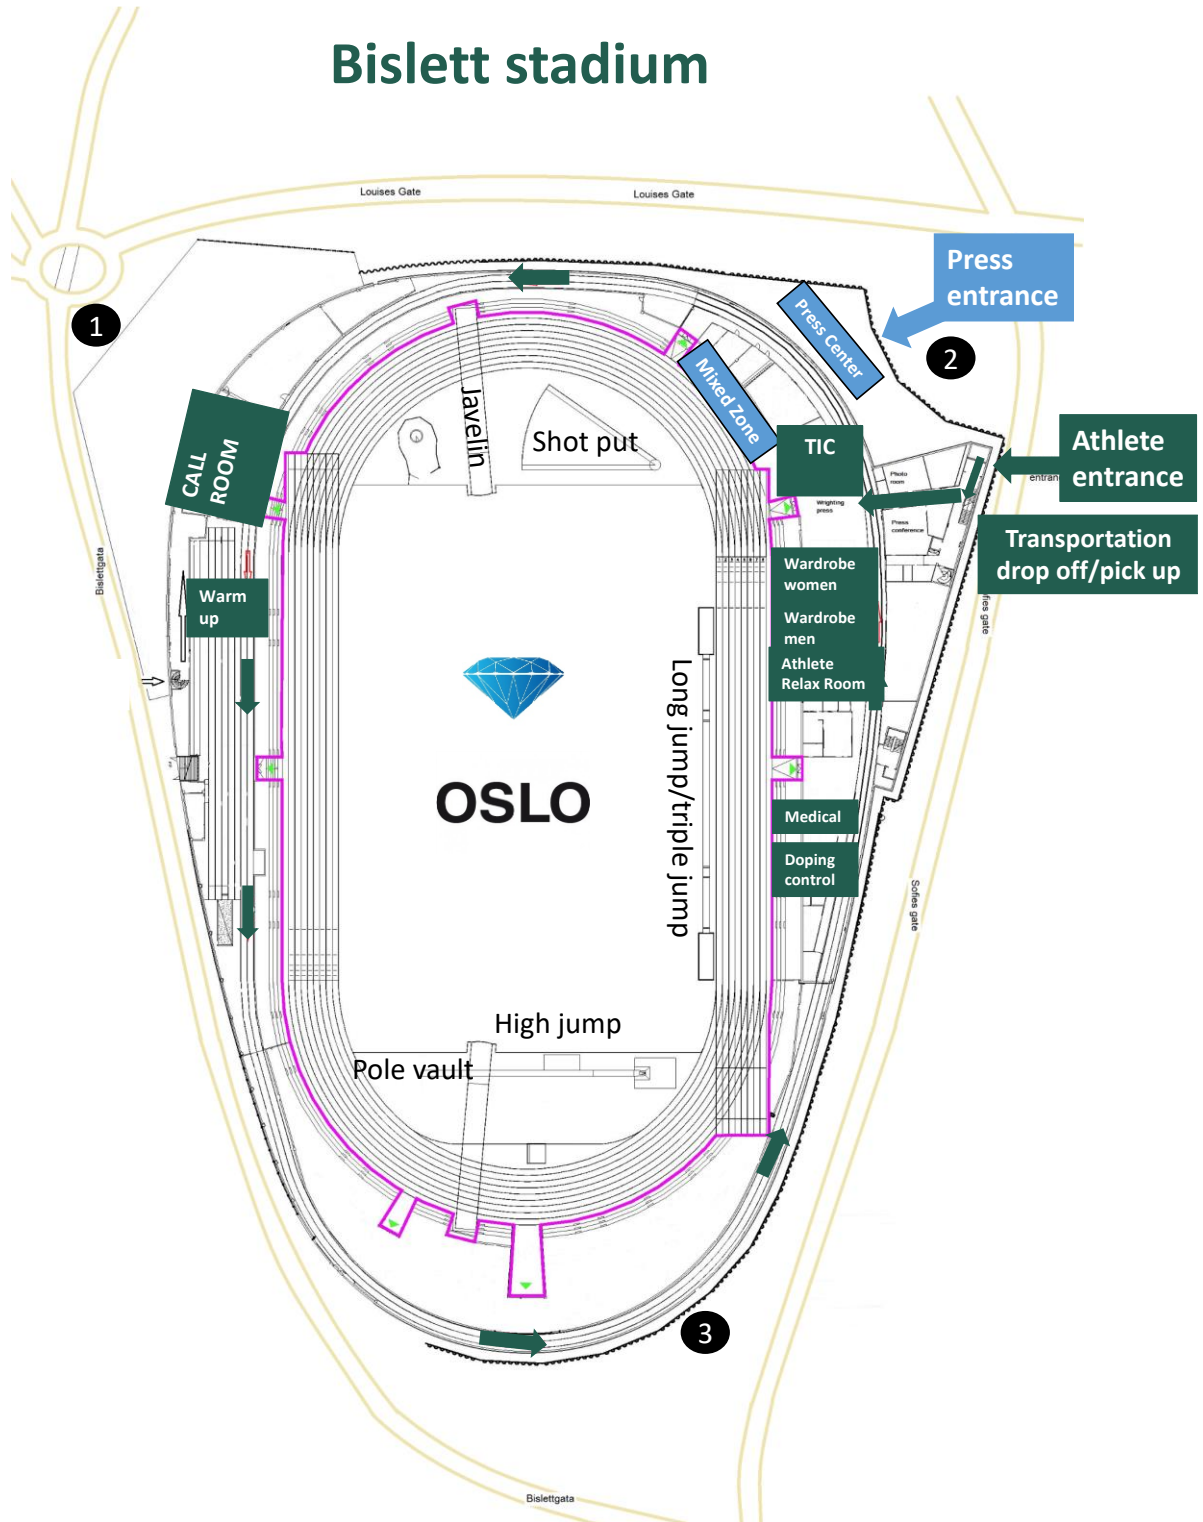 Bislett stadium
Louises Gate
Louises Gate
Press
entrance
1
Press Center
2
Mixed Zone
Javelin
Shot put
CALL
ROOM
TIC
Athlete
entrance
Photo
room
Wrighting
press
Press
conference
Transportation
drop off/pick up
Bislettgata
Warm
up
Wardrobe
women
Wardrobe
men
Athlete
Relax Room
Long jump/triple jump
OSLO
Medical
Doping
control
Sofies gate
High jump
Pole vault
3
Bislettgata